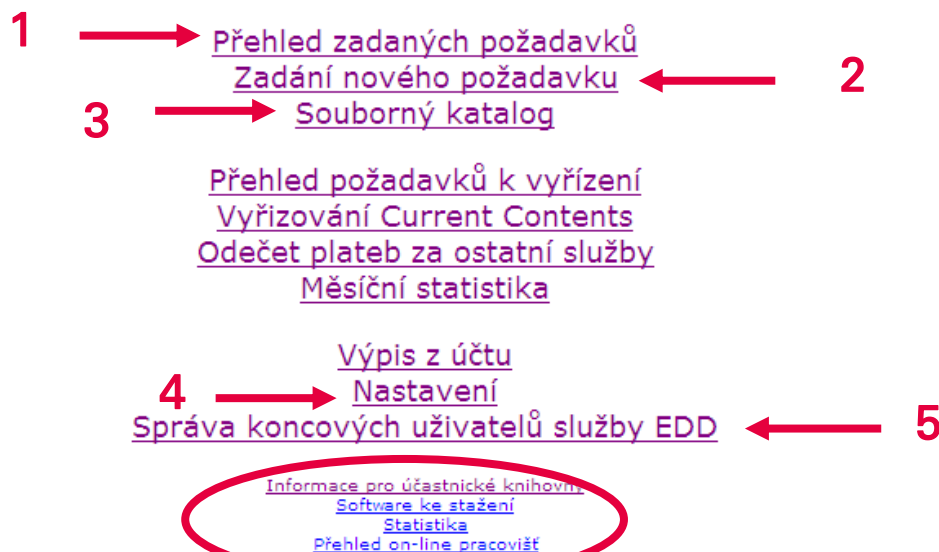 1 Přehled zadaných požadavků
Zadání nového požadavku 2
3 Souborný katalog
Přehled požadavků k vyřízení
Vyřizování Current Contents
Odečet plateb za ostatní služby
Měsíční statistika
Výpis z účtu
4 Nastavení
Správa koncových uživatelů služby EDD 5
Informace pro účastnické knihovny
Software ke stažení
Statistika
Přehled on-line pracovišť